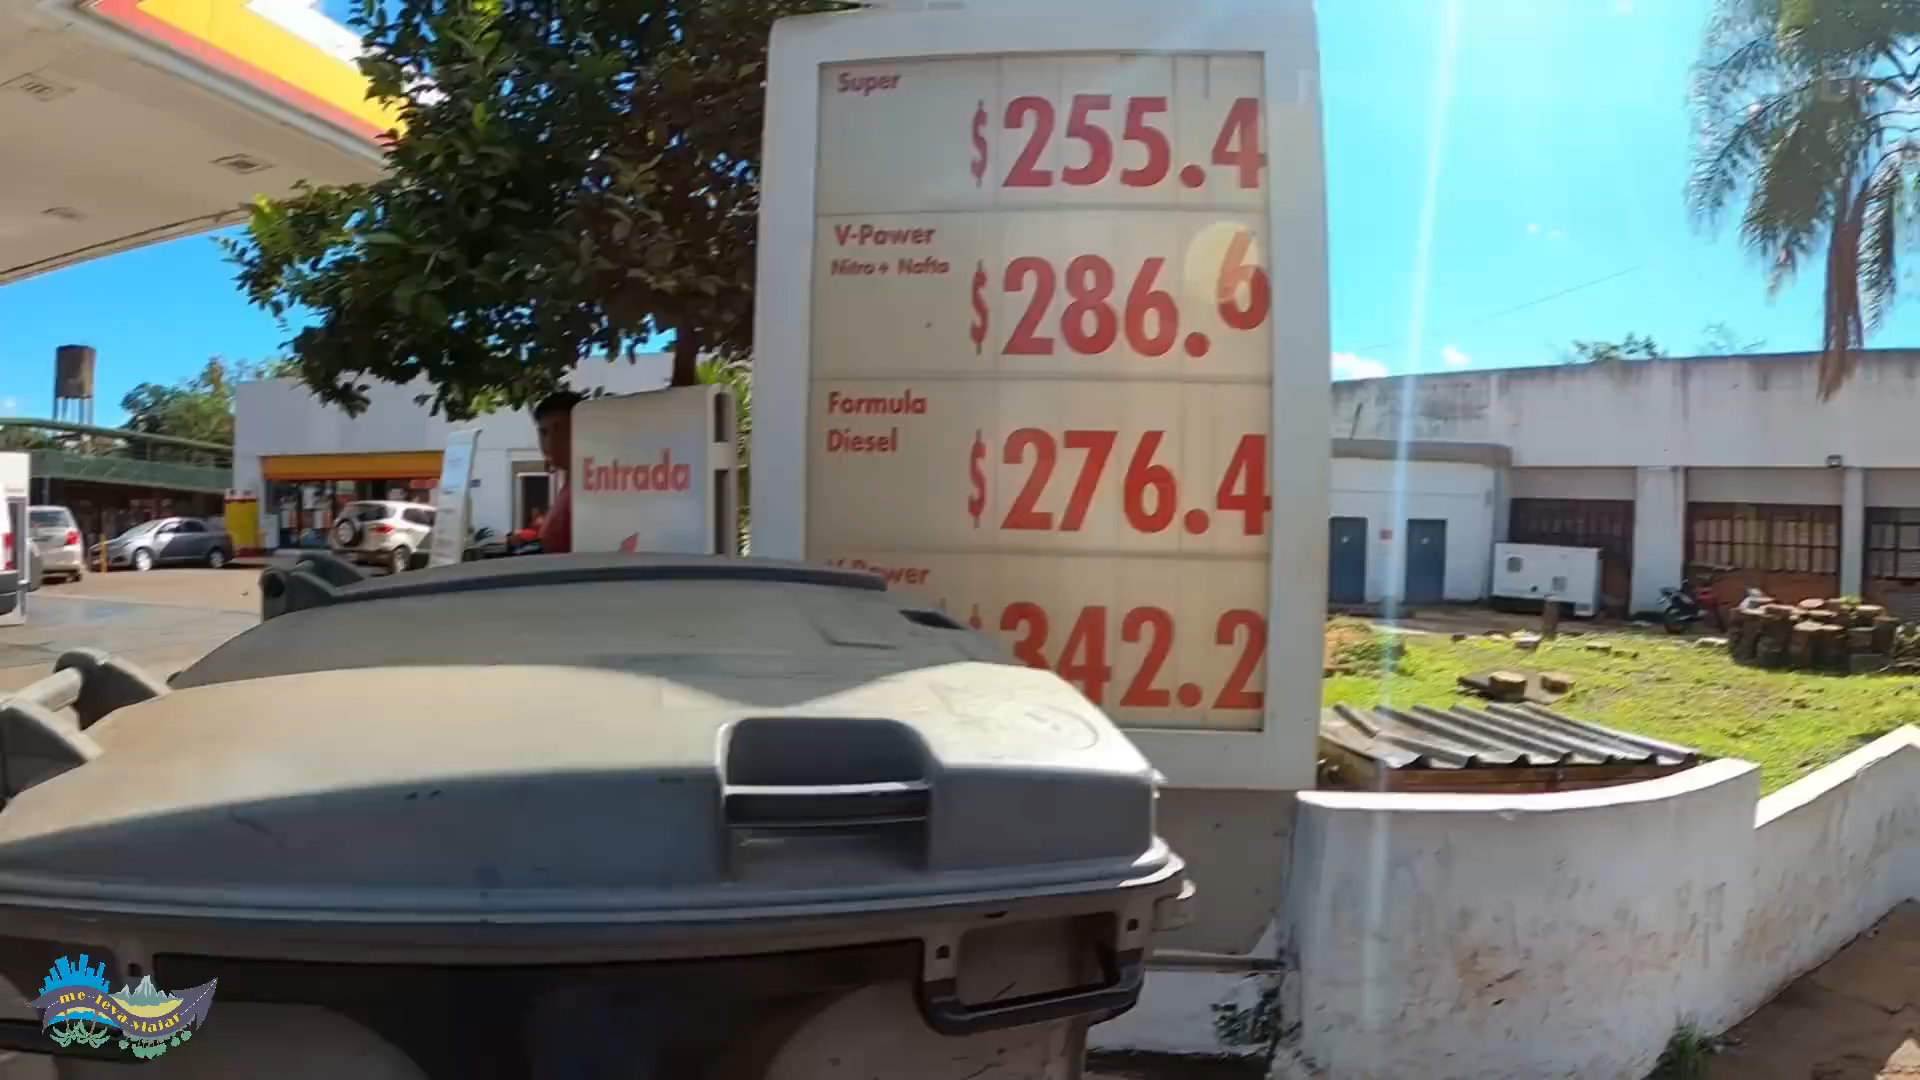 Super
$255.4
V-Power
Nitro+ Nafta
$286.6
Formula
Diesel
$276.4
V-Power
$342.2
Entrada
me leva viajar